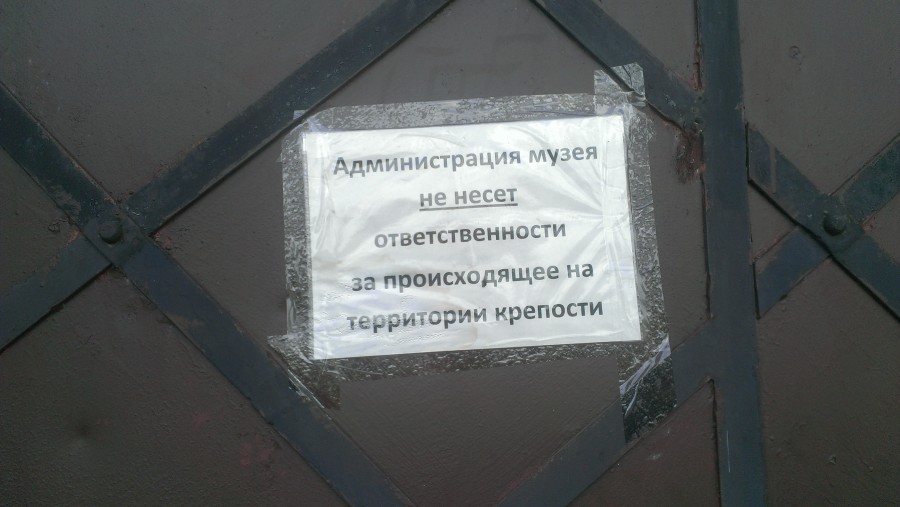 Администрация музея
не несет
ответственности
за происходящее на
территории крепости